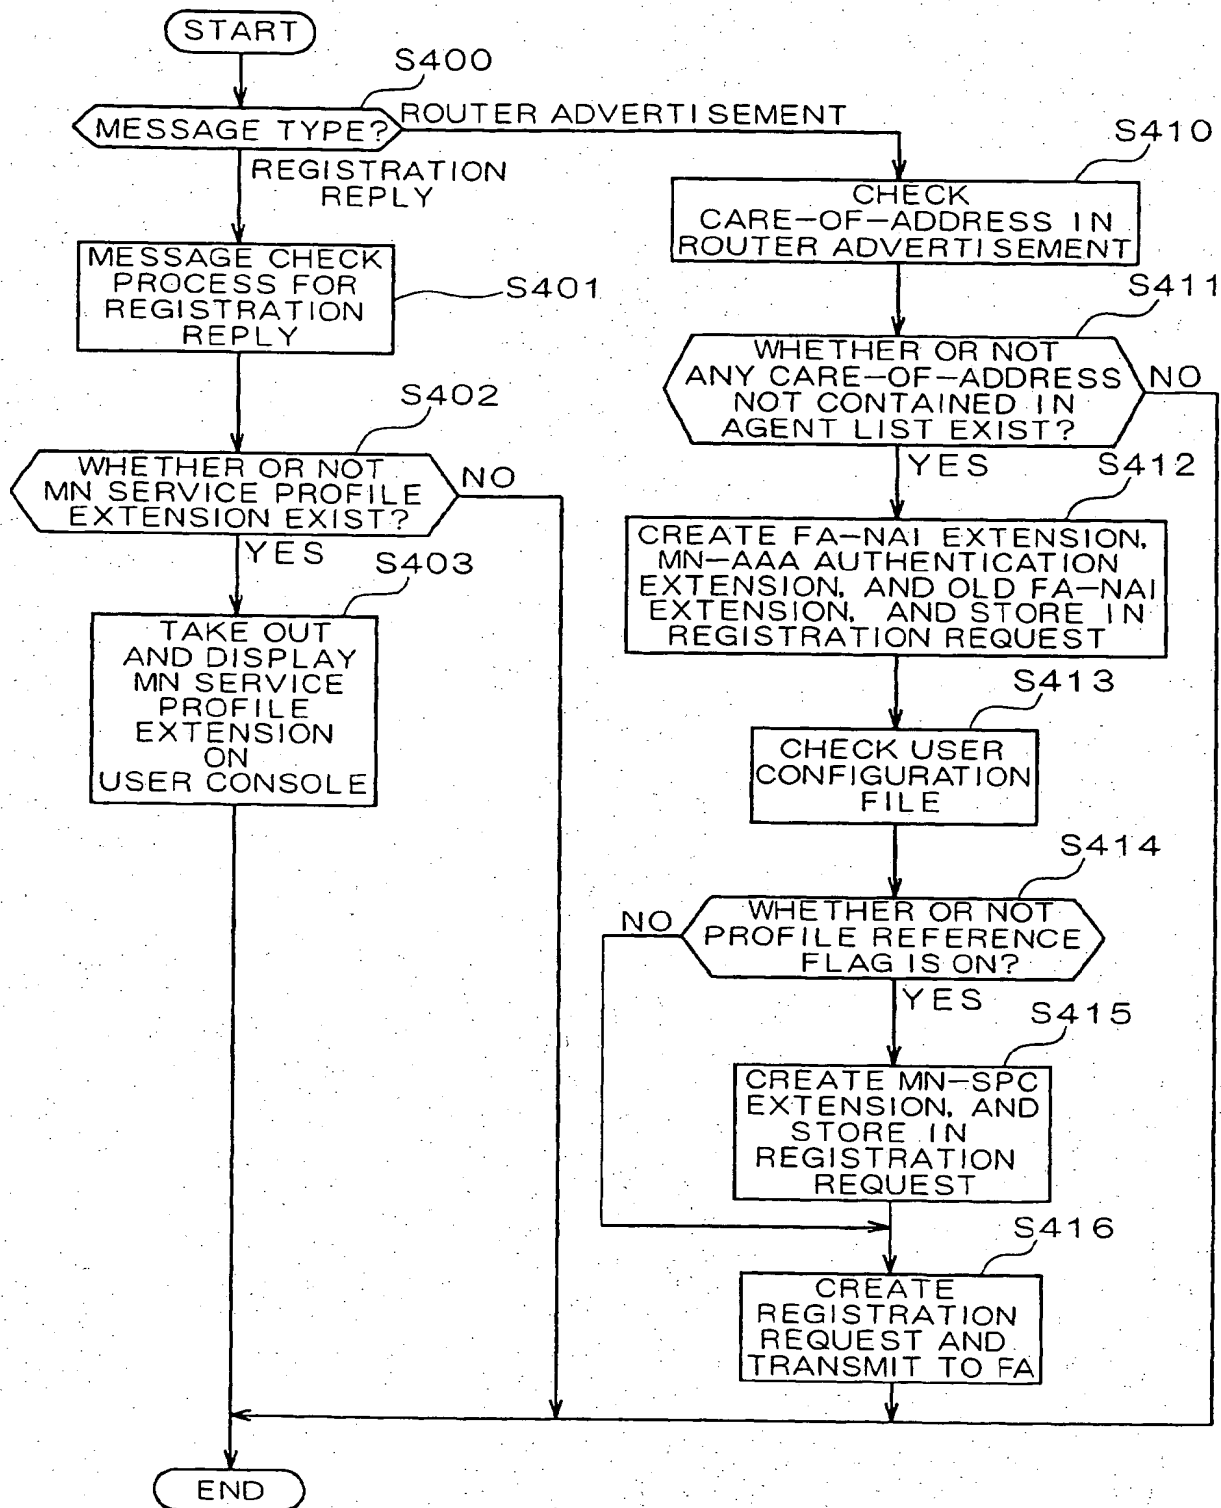 START
S400
MESSAGE TYPE?
ROUTER ADVERTISEMENT
REGISTRATION
REPLY
MESSAGE CHECK
PROCESS FOR
REGISTRATION
REPLY
S401
S402
WHETHER OR NOT
MN SERVICE PROFILE
EXTENSION EXIST?
NO
YES
S403
TAKE OUT
AND DISPLAY
MN SERVICE
PROFILE
EXTENSION
ON
USER CONSOLE
S410
CHECK
CARE-OF-ADDRESS IN
ROUTER ADVERTISEMENT
S411
WHETHER OR NOT
ANY CARE-OF-ADDRESS
NOT CONTAINED IN
AGENT LIST EXIST?
NO
YES
S412
CREATE FA-NAI EXTENSION,
MN-AAA AUTHENTICATION
EXTENSION, AND OLD FA-NAI
EXTENSION, AND STORE IN
REGISTRATION REQUEST
S413
CHECK USER
CONFIGURATION
FILE
S414
WHETHER OR NOT
PROFILE REFERENCE
FLAG IS ON?
NO
YES
S415
CREATE MN-SPC
EXTENSION, AND
STORE IN
REGISTRATION
REQUEST
S416
CREATE
REGISTRATION
REQUEST AND
TRANSMIT TO FA
END